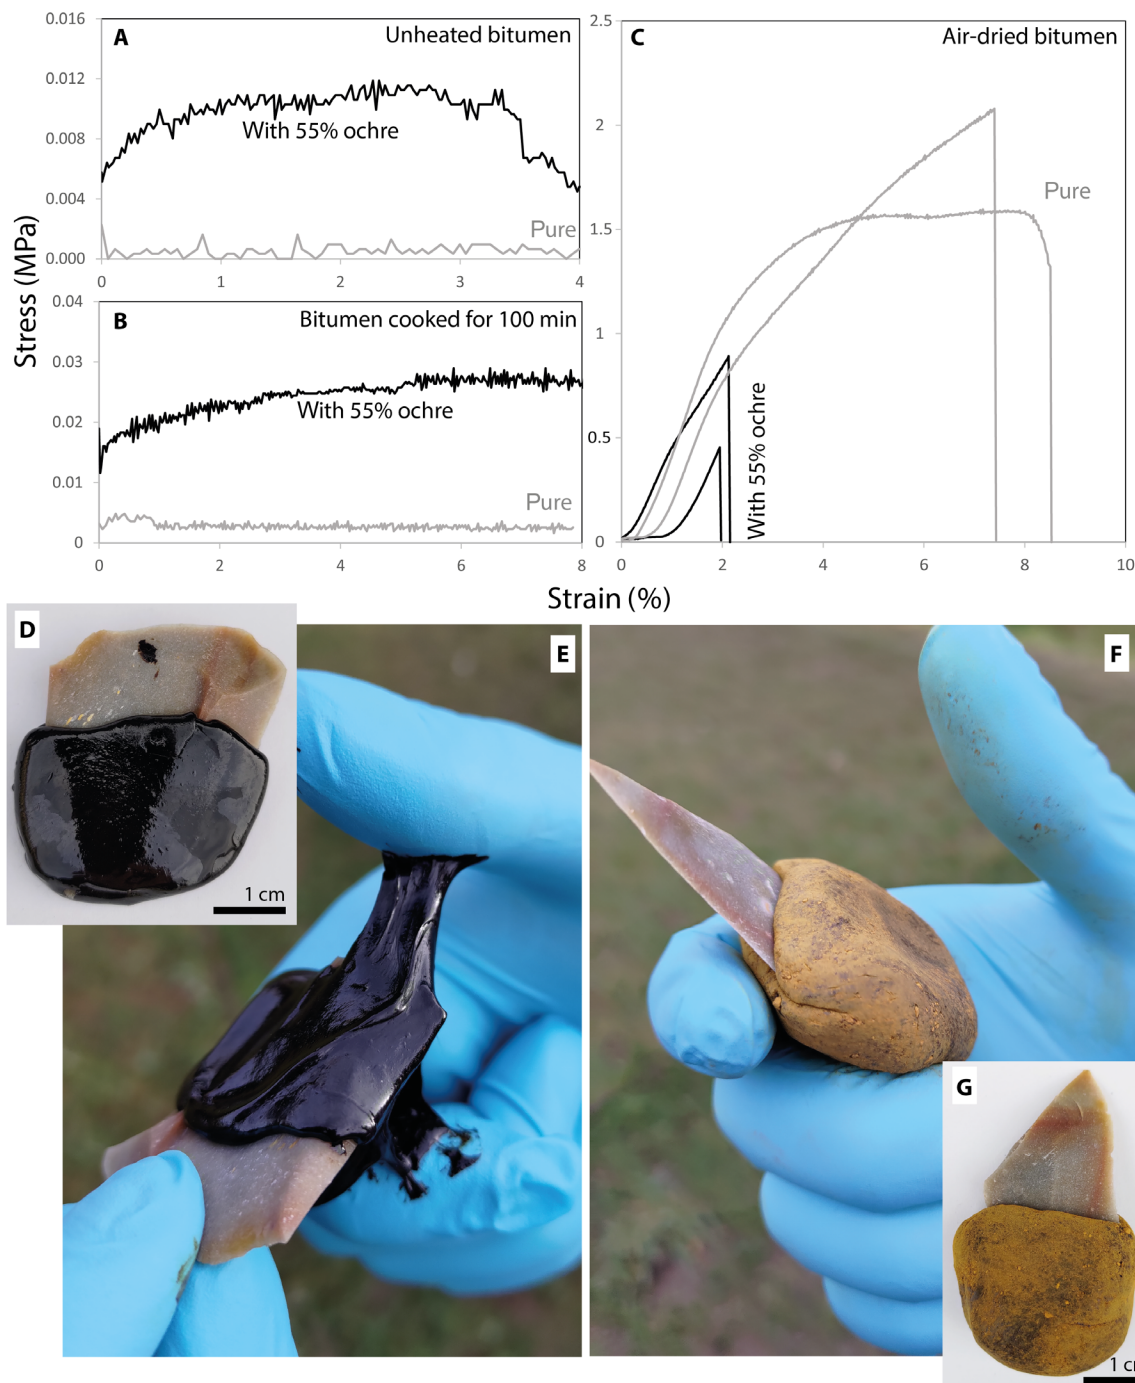 A
Unheated bitumen
0.016
0.012
0.008
0.004
0.000
With 55% ochre
Pure
0
1
2
3
4
B
Bitumen cooked for 100 min
0.04
0.03
0.02
0.01
0
With 55% ochre
Pure
0
2
4
6
8
C
Air-dried bitumen
2.5
2
1.5
1
0.5
0
Pure
With 55% ochre
0
2
4
6
8
10
Stress (MPa)
Strain (%)
D
1 cm
E
F
G
1 cm